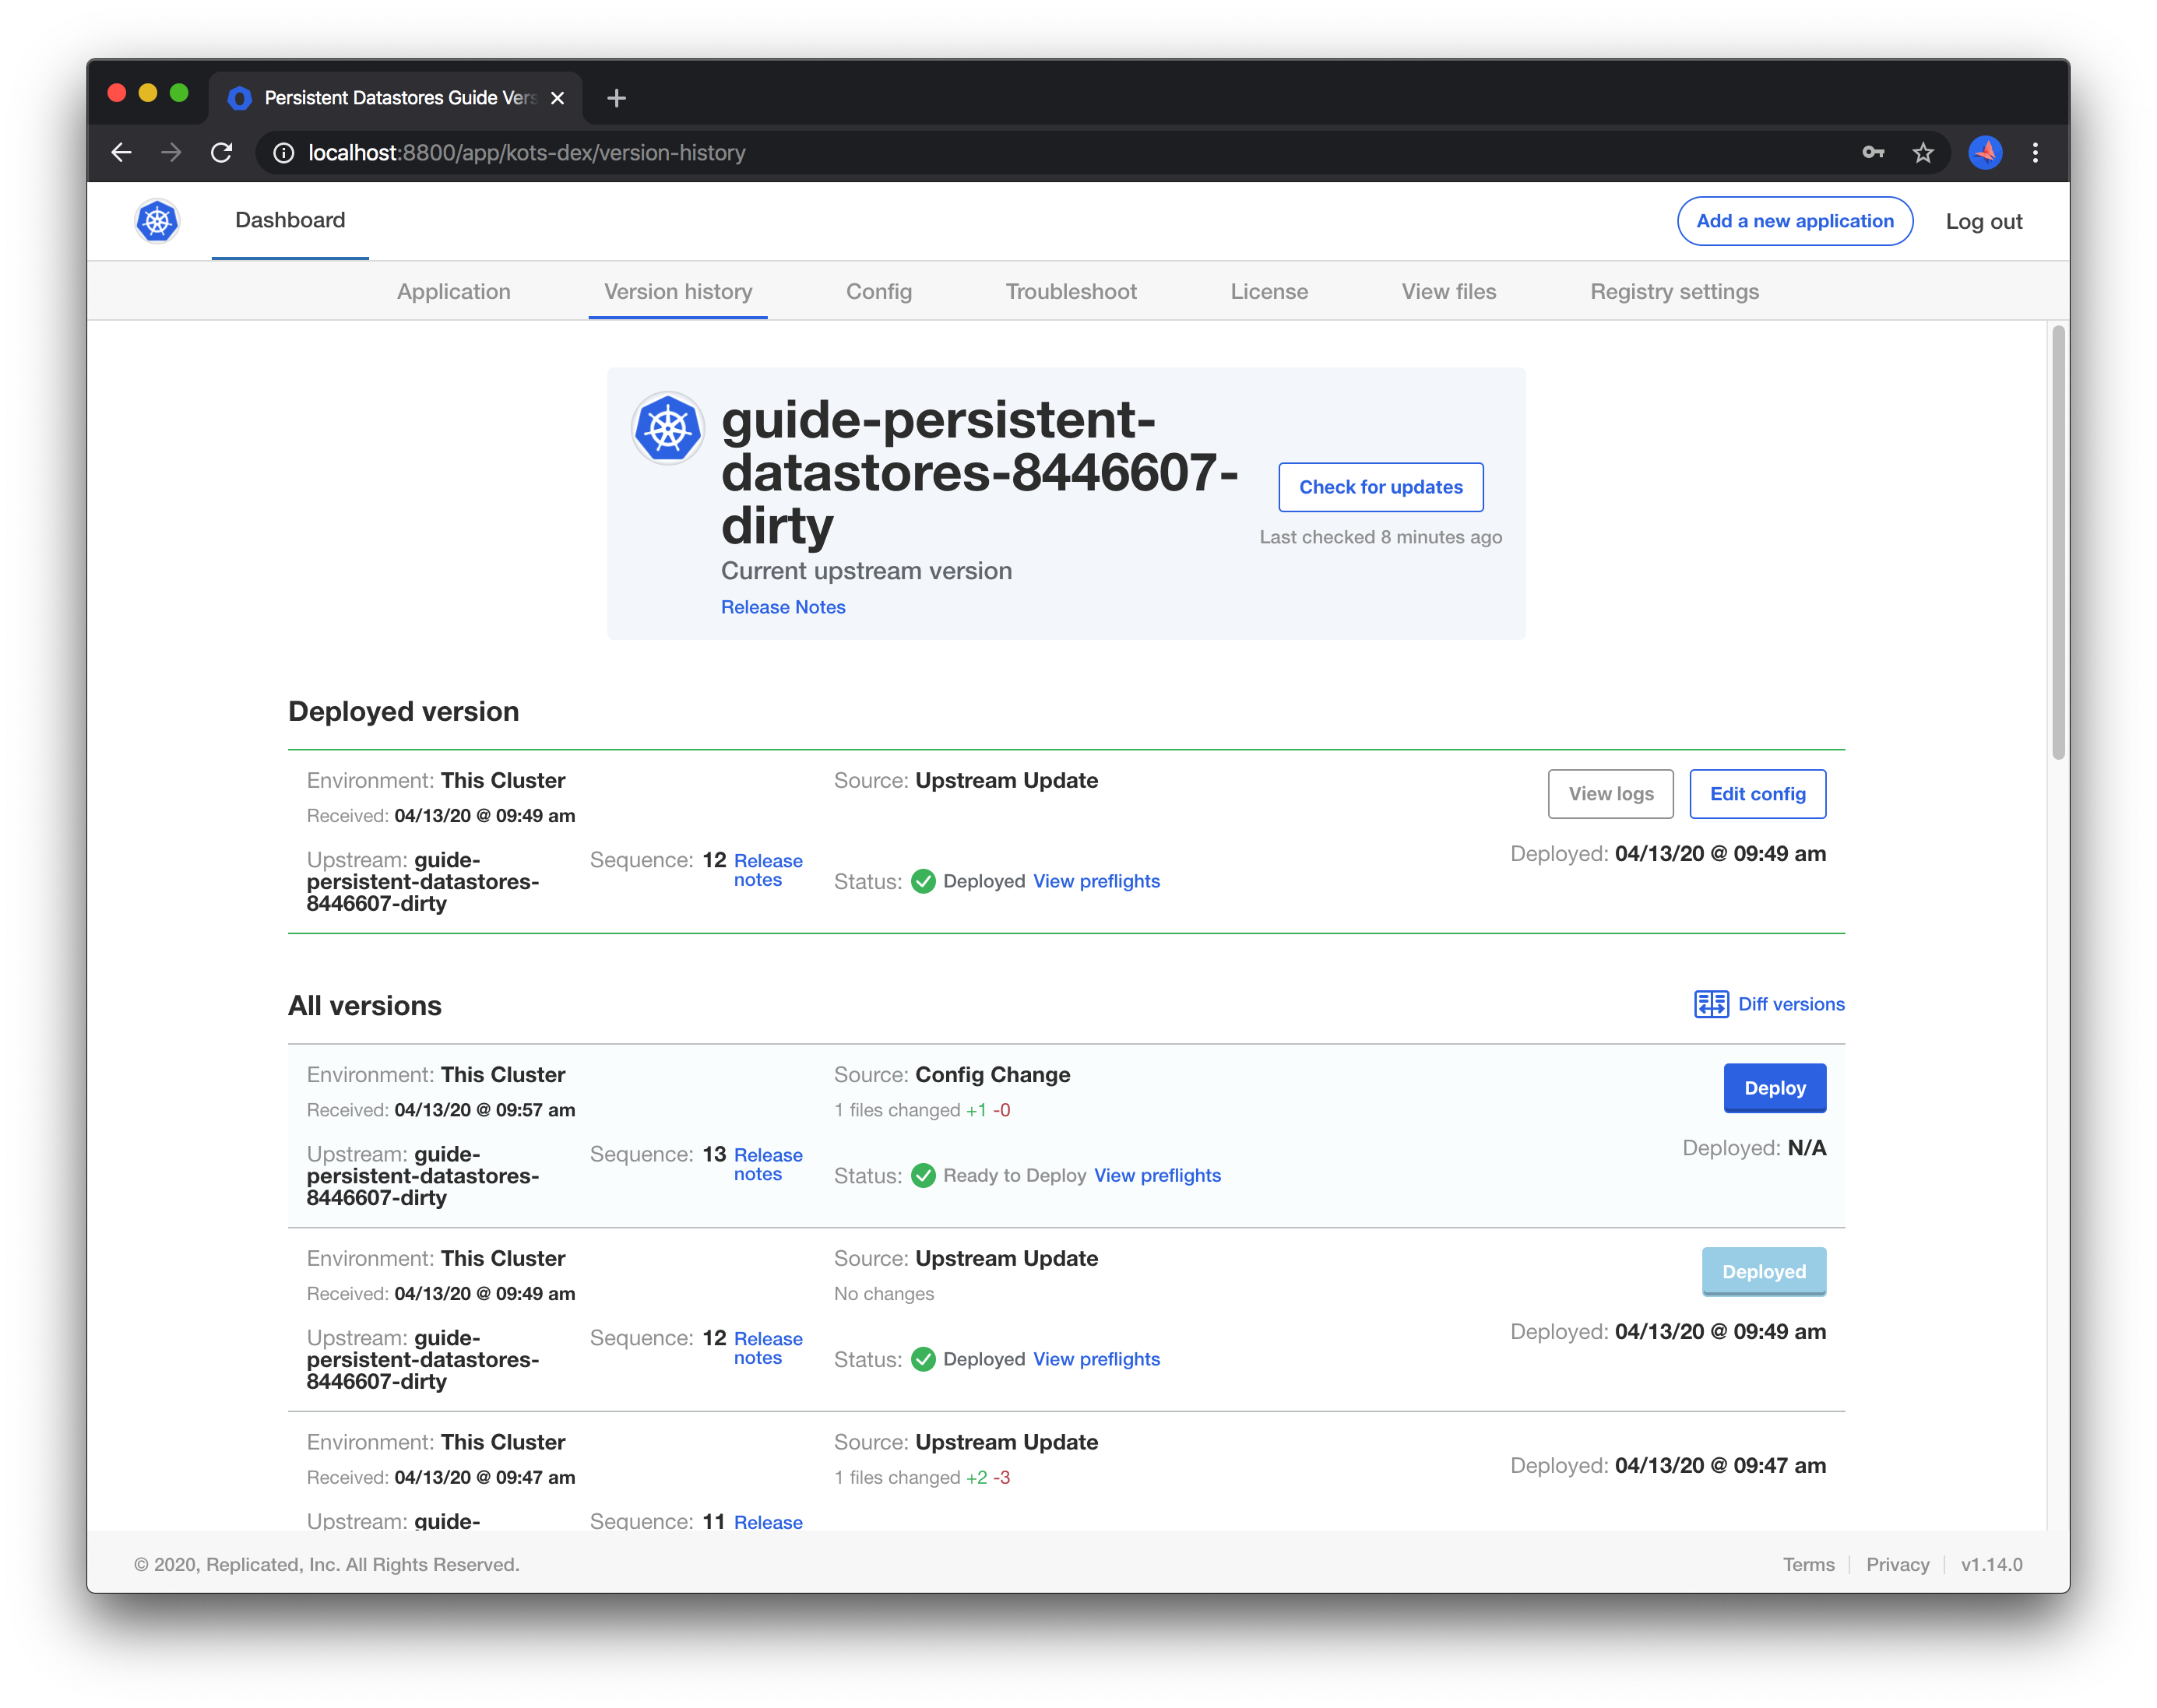 Persistent Datastores Guide Vers
localhost:8800/app/kots-dex/version-history
Dashboard
Add a new application
Log out
Application
Version history
Config
Troubleshoot
License
View files
Registry settings
guide-persistent-
datastores-8446607-
dirty
Current upstream version
Release Notes
Check for updates
Last checked 8 minutes ago
Deployed version
Environment: This Cluster
Received: 04/13/20 @ 09:49 am
Upstream: guide-
persistent-datastores-
8446607-dirty
Sequence: 12 Release
notes
Source: Upstream Update
Status: Deployed View preflights
View logs
Edit config
Deployed: 04/13/20 @ 09:49 am
All versions
Diff versions
Environment: This Cluster
Received: 04/13/20 @ 09:57 am
Upstream: guide-
persistent-datastores-
8446607-dirty
Sequence: 13 Release
notes
Source: Config Change
1 files changed +1 -0
Status: Ready to Deploy View preflights
Deploy
Deployed: N/A
Environment: This Cluster
Received: 04/13/20 @ 09:49 am
Upstream: guide-
persistent-datastores-
8446607-dirty
Sequence: 12 Release
notes
Source: Upstream Update
No changes
Status: Deployed View preflights
Deployed
Deployed: 04/13/20 @ 09:49 am
Environment: This Cluster
Received: 04/13/20 @ 09:47 am
Upstream: guide-
Sequence: 11 Release
Source: Upstream Update
1 files changed +2 -3
Deployed: 04/13/20 @ 09:47 am
© 2020, Replicated, Inc. All Rights Reserved.
Terms
Privacy
v1.14.0